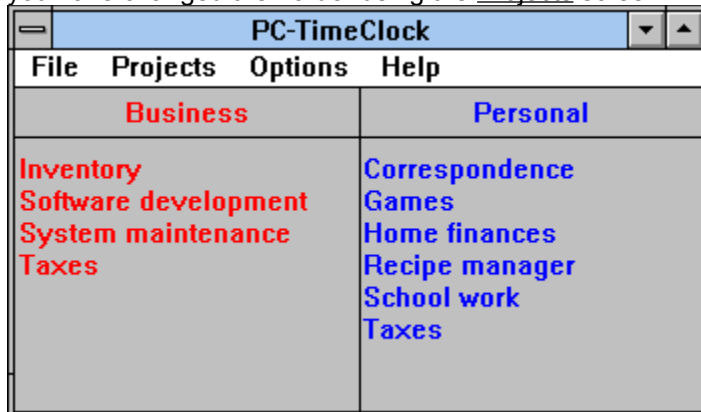 PC-TimeClock
File Projects Options Help
Business Personal
Inventory
Software development
System maintenance
Taxes
Correspondence
Games
Home finances
Recipe manager
School work
Taxes